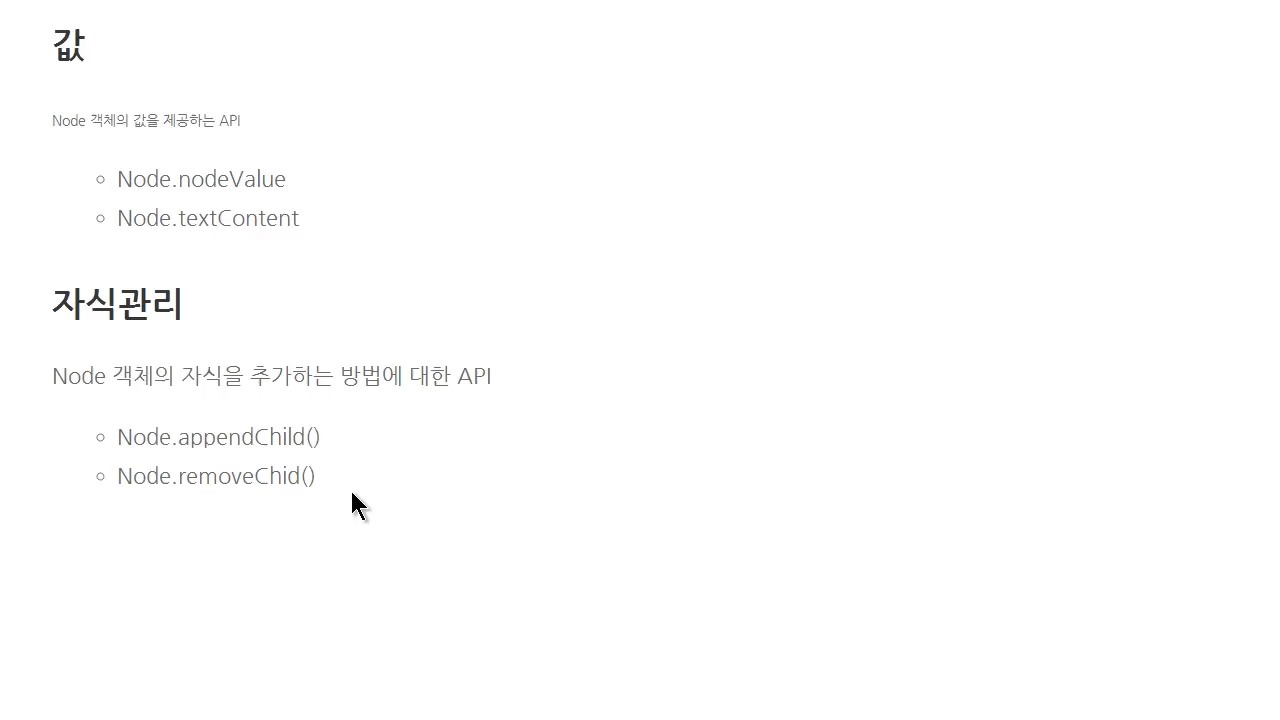 값
Node 객체의 값을 제공하는 API
Node.nodeValue
Node.textContent
자식관리
Node 객체의 자식을 추가하는 방법에 대한 API
Node.appendChild()
Node.removeChid()